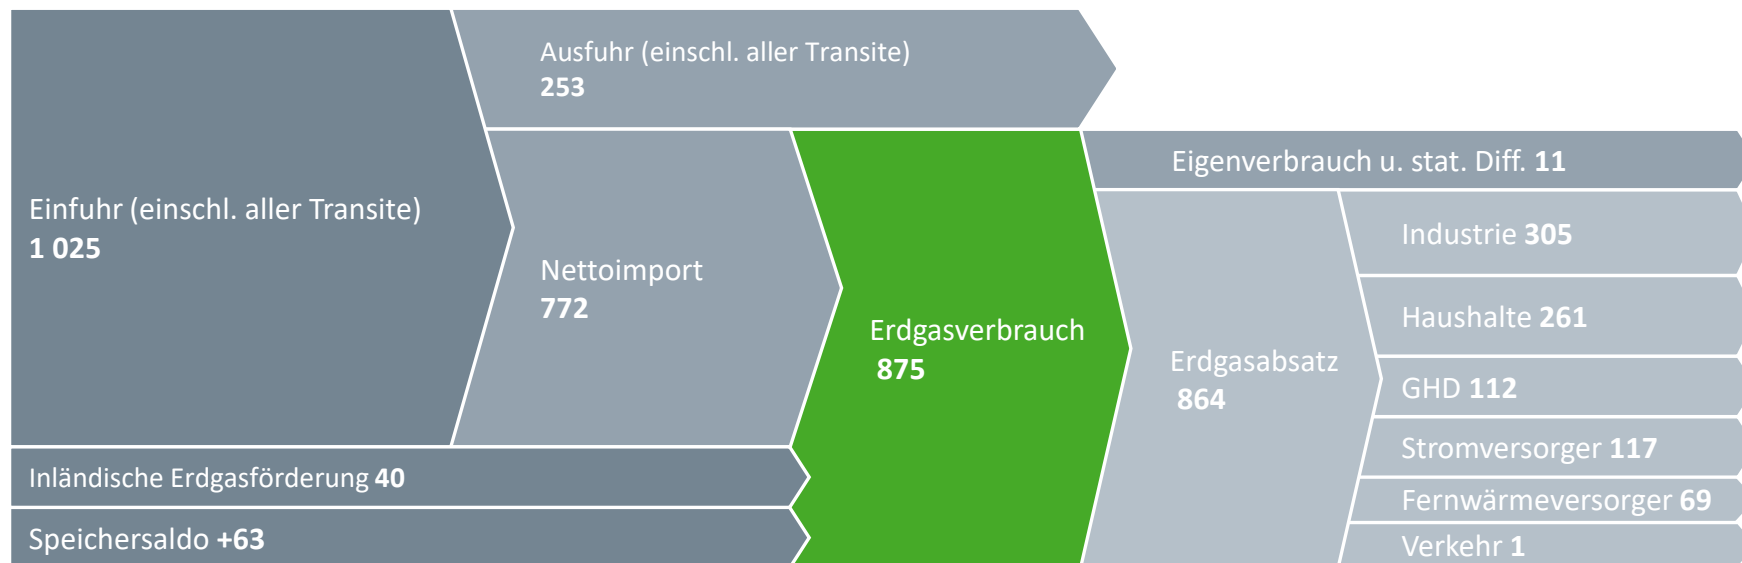 Einfuhr (einschl. aller Transite)
1 025
Inländische Erdgasförderung 40
Speichersaldo +63
Ausfuhr (einschl. aller Transite)
253
Nettoimport
772
Erdgasverbrauch
875
Eigenverbrauch u. stat. Diff. 11
Erdgasabsatz
864
Industrie 305
Haushalte 261
GHD 112
Stromversorger 117
Fernwärmeversorger 69
Verkehr 1